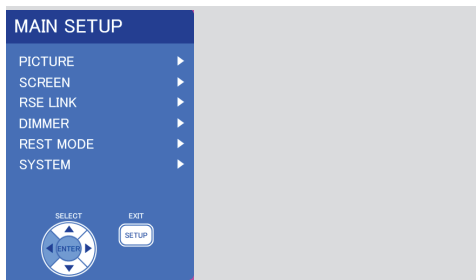 MAIN SETUP
PICTURE
SCREEN
RSE LINK
DIMMER
REST MODE
SYSTEM
SELECT EXIT
ENTER SETUP